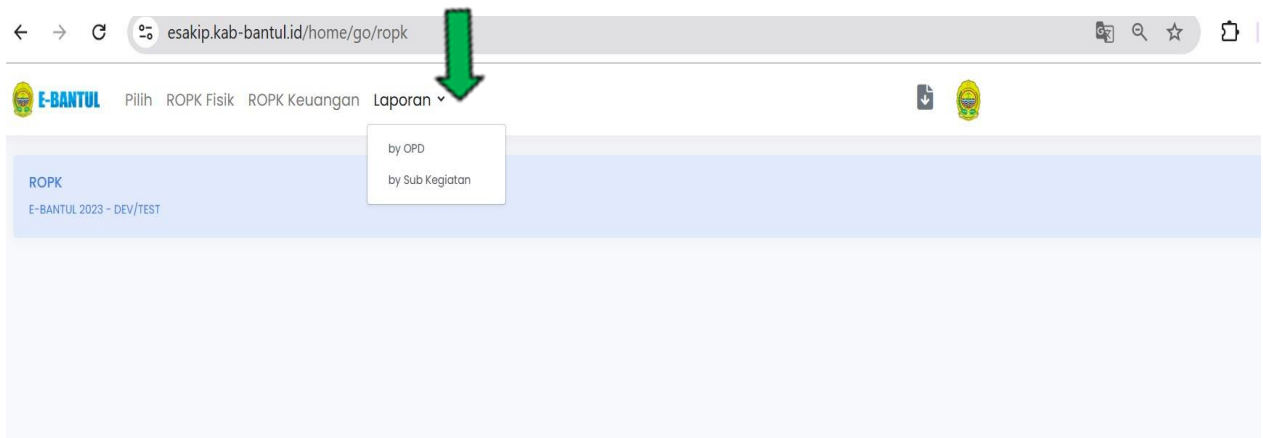 esakip.kab-bantul.id/home/go/ropk
E-BANTUL Pilih ROPK Fisik ROPK Keuangan Laporan
by OPD
by Sub Kegiatan
ROPK
E-BANTUL 2023 - DEV/TEST